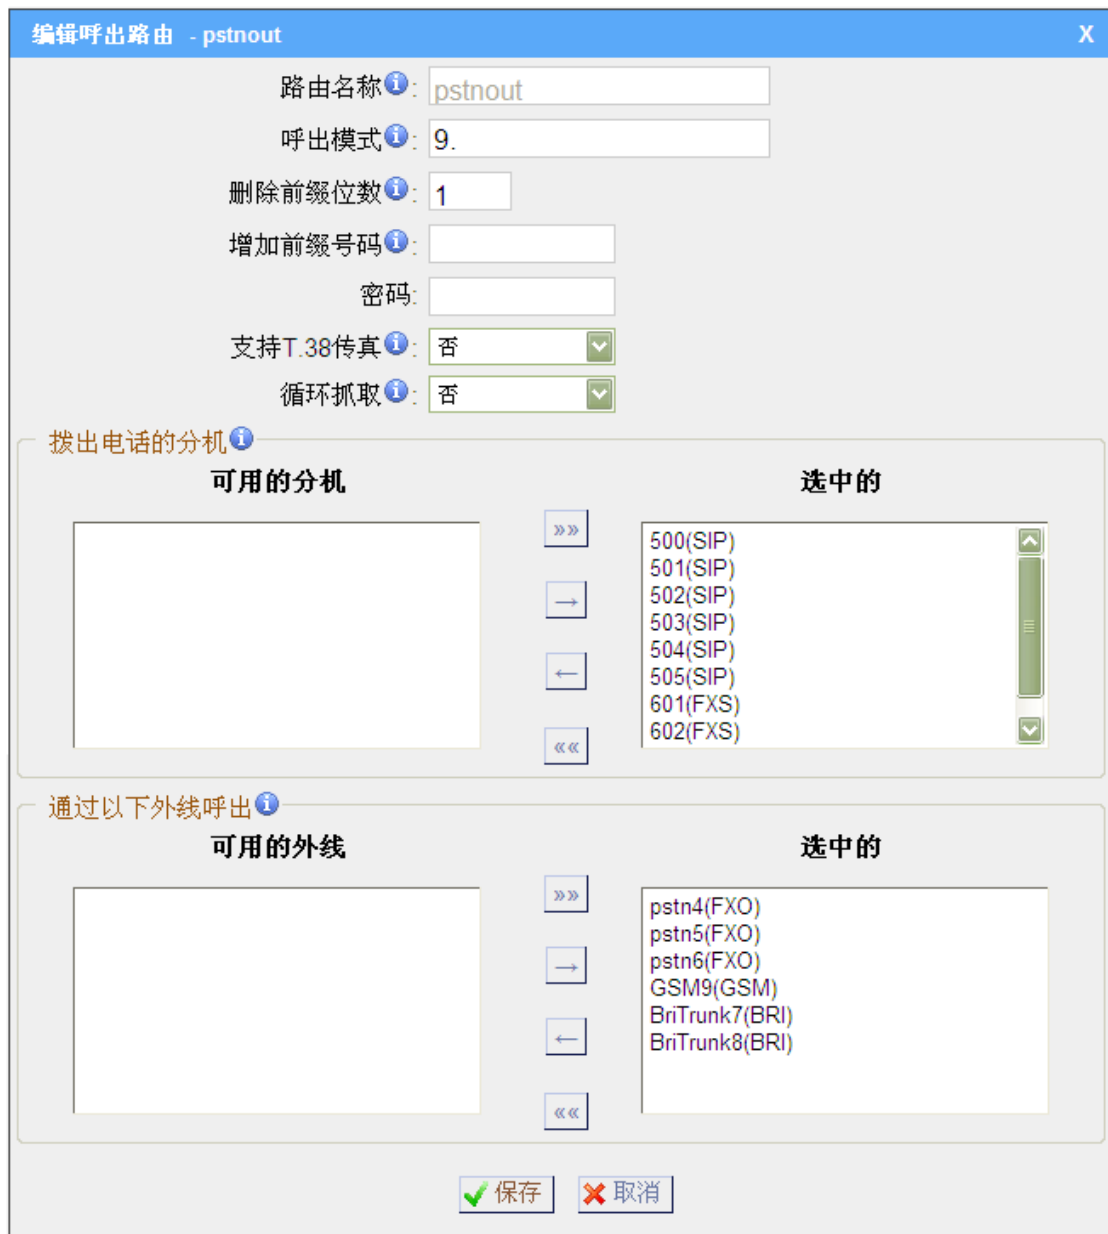 编辑呼出路由 - pstnout X
路由名称: pstnout
呼出模式: 9.
删除前缀位数: 1
增加前缀号码:
密码:
支持T.38传真: 否
循环抓取: 否
拨出电话的分机
可用的分机 选中的
»»
500(SIP)
501(SIP)
→
502(SIP)
503(SIP)
504(SIP)
←
505(SIP)
601(FXS)
602(FXS)
««
通过以下外线呼出
可用的外线 选中的
»»
pstn4(FXO)
pstn5(FXO)
→
pstn6(FXO)
GSM9(GSM)
BriTrunk7(BRI)
←
BriTrunk8(BRI)
««
保存 取消